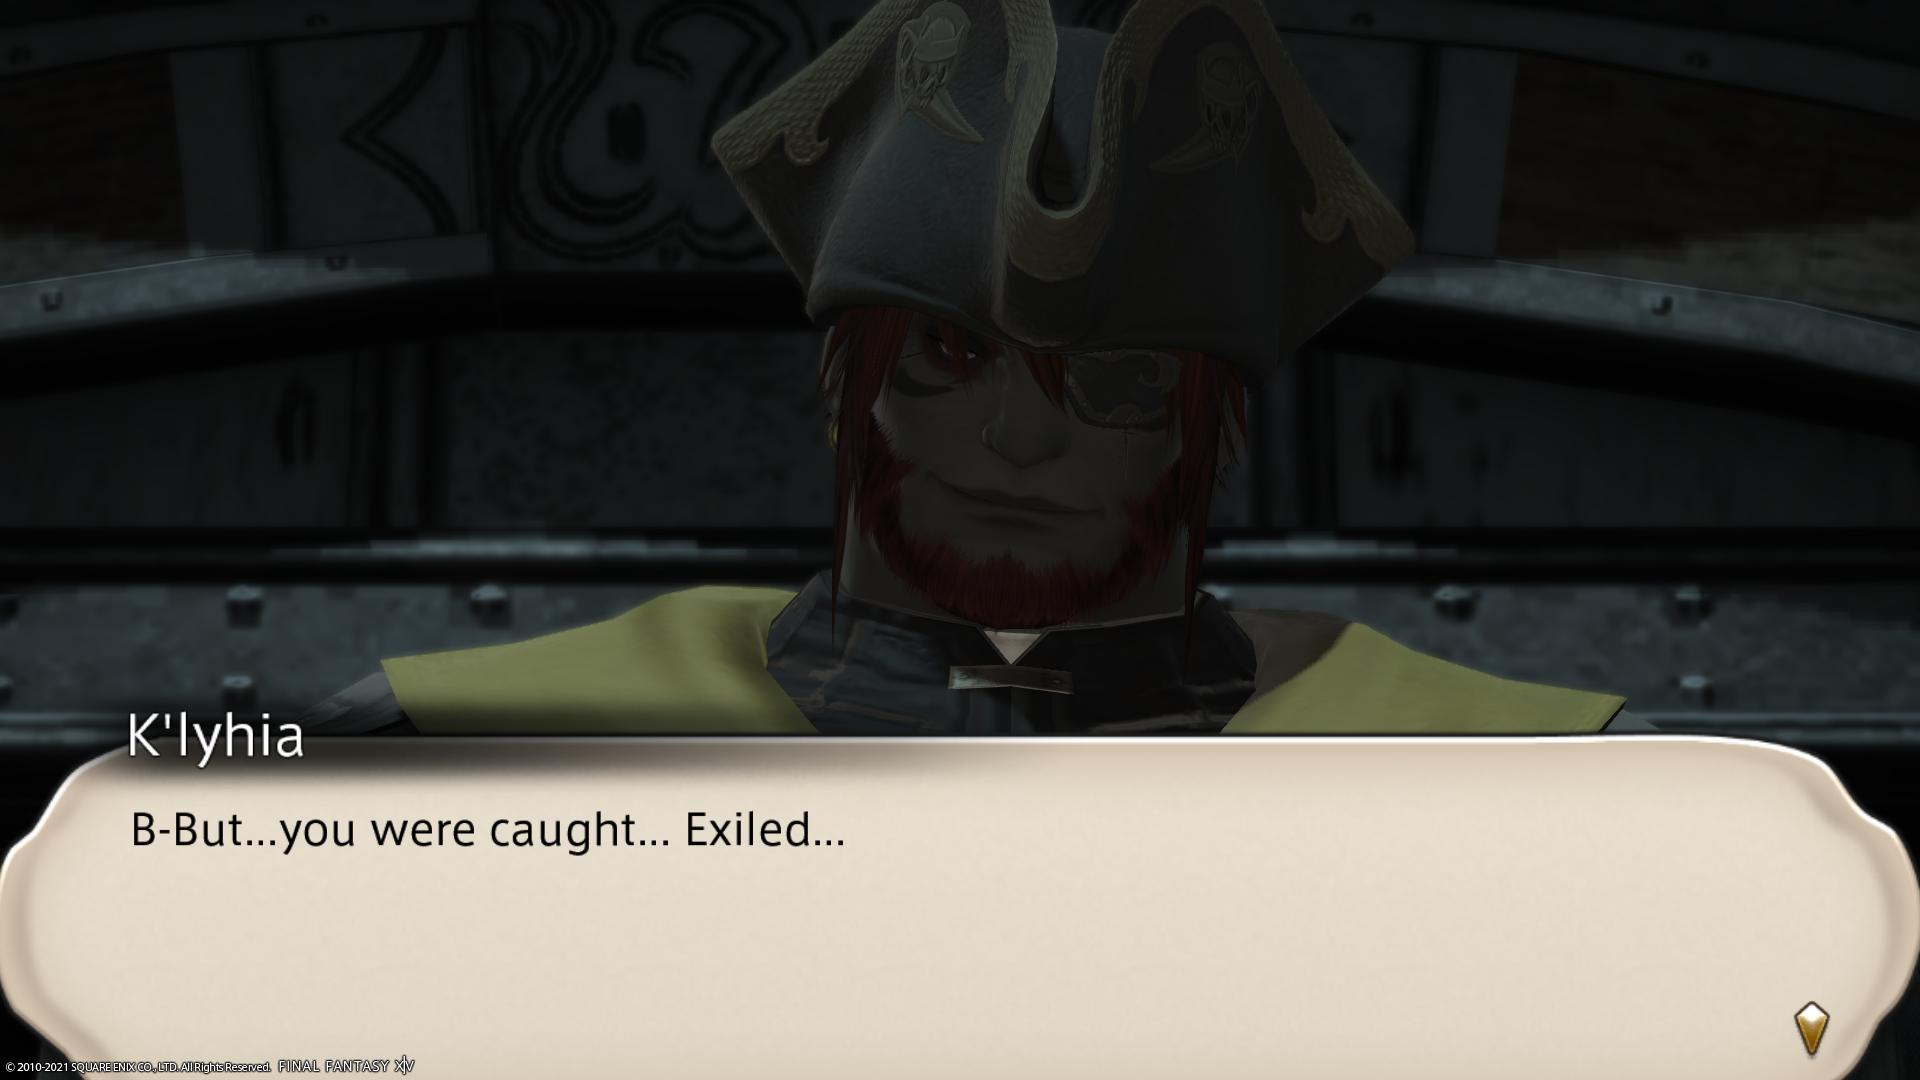 K'lyhia
B-But...you were caught... Exiled...
© 2010-2021 SQUARE ENIX CO., LTD. All Rights Reserved. FINAL FANTASY XIV